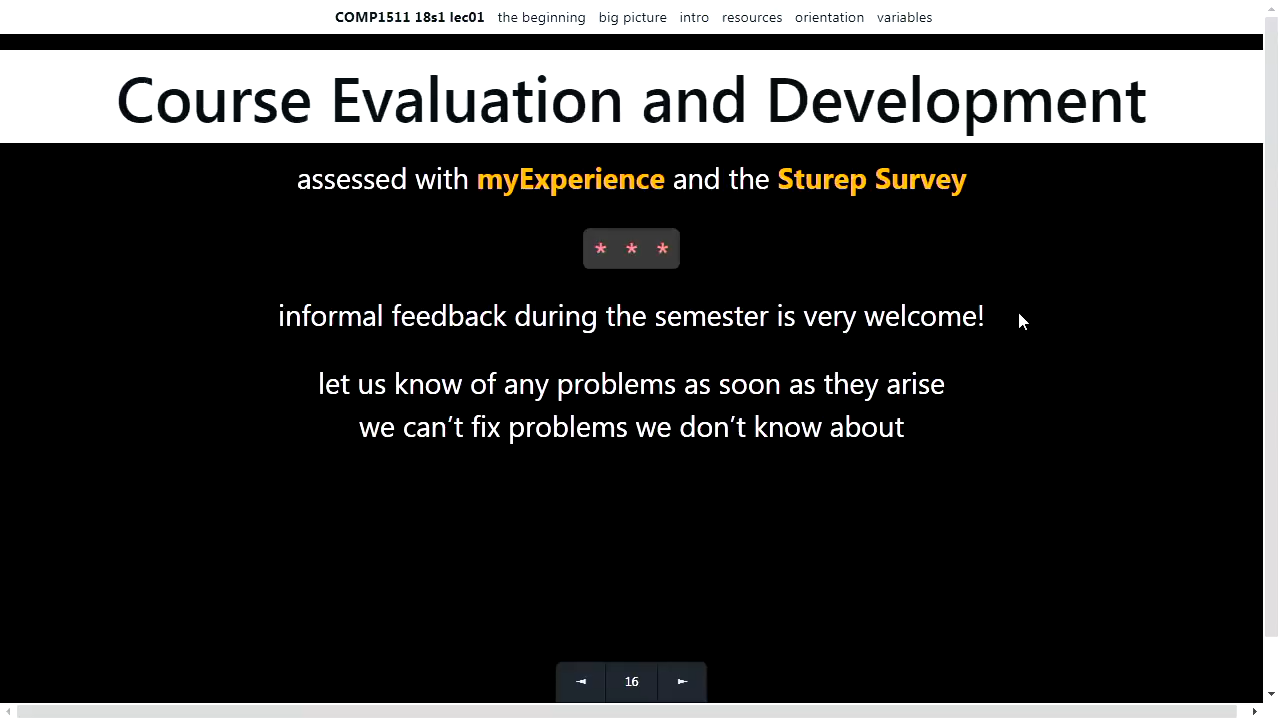 COMP1511 18s1 lec01 the beginning big picture intro resources orientation variables
Course Evaluation and Development
assessed with myExperience and the Sturep Survey
* * *
informal feedback during the semester is very welcome!
let us know of any problems as soon as they arise
we can’t fix problems we don’t know about
16